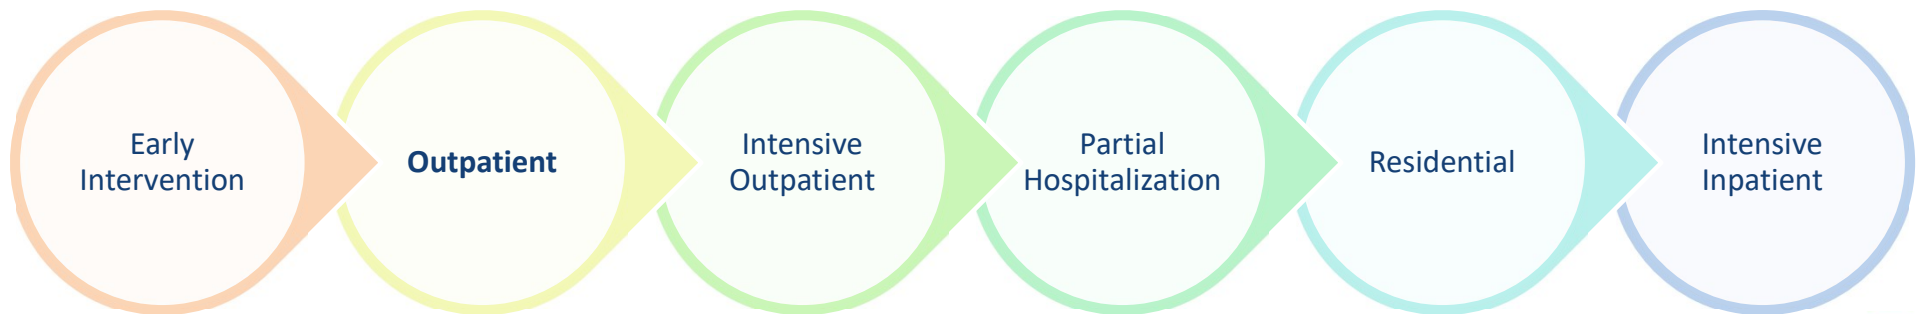 Early
Intervention
Outpatient
Intensive
Outpatient
Partial
Hospitalization
Residential
Intensive
Inpatient